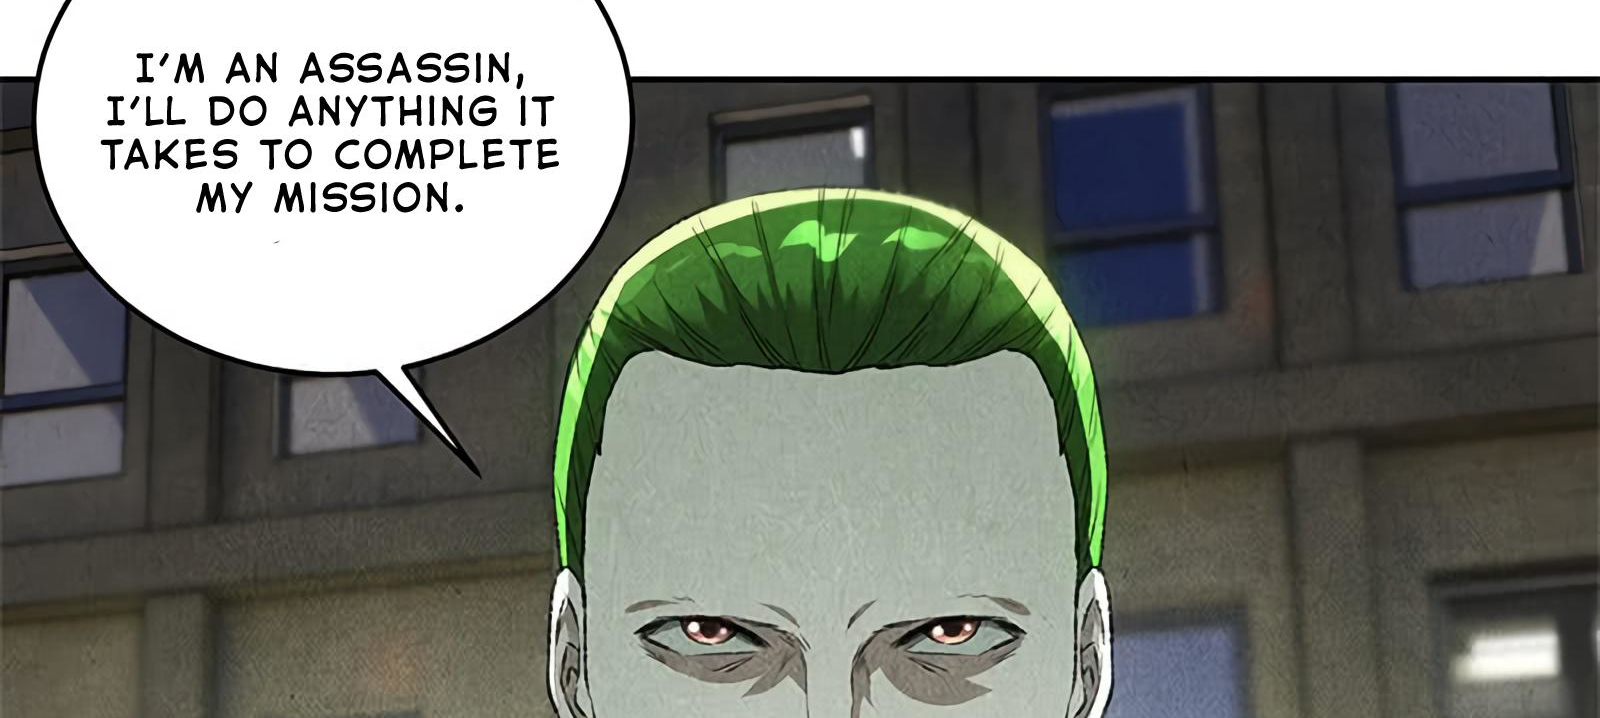 I'M AN ASSASSIN,
I'LL DO ANYTHING IT
TAKES TO COMPLETE
MY MISSION.